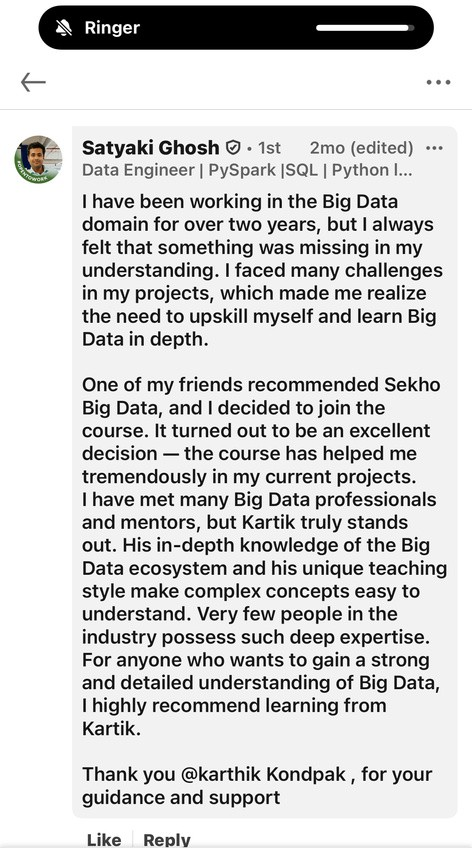 Ringer
Satyaki Ghosh • 1st 2mo (edited)
Data Engineer | PySpark |SQL | Python l...
I have been working in the Big Data
domain for over two years, but I always
felt that something was missing in my
understanding. I faced many challenges
in my projects, which made me realize
the need to upskill myself and learn Big
Data in depth.
One of my friends recommended Sekho
Big Data, and I decided to join the
course. It turned out to be an excellent
decision — the course has helped me
tremendously in my current projects.
I have met many Big Data professionals
and mentors, but Kartik truly stands
out. His in-depth knowledge of the Big
Data ecosystem and his unique teaching
style make complex concepts easy to
understand. Very few people in the
industry possess such deep expertise.
For anyone who wants to gain a strong
and detailed understanding of Big Data,
I highly recommend learning from
Kartik.
Thank you @karthik Kondpak , for your
guidance and support
Like | Reply
#OPENTOWORK